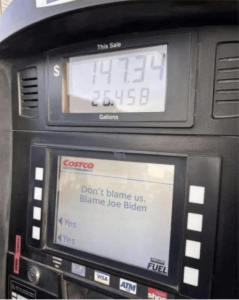 This Sale
$ 147.34
26.458
Gallons
COSTCO
Don't blame us.
Blame Joe Biden
Yes
Yes
FUEL
VISA
ATM